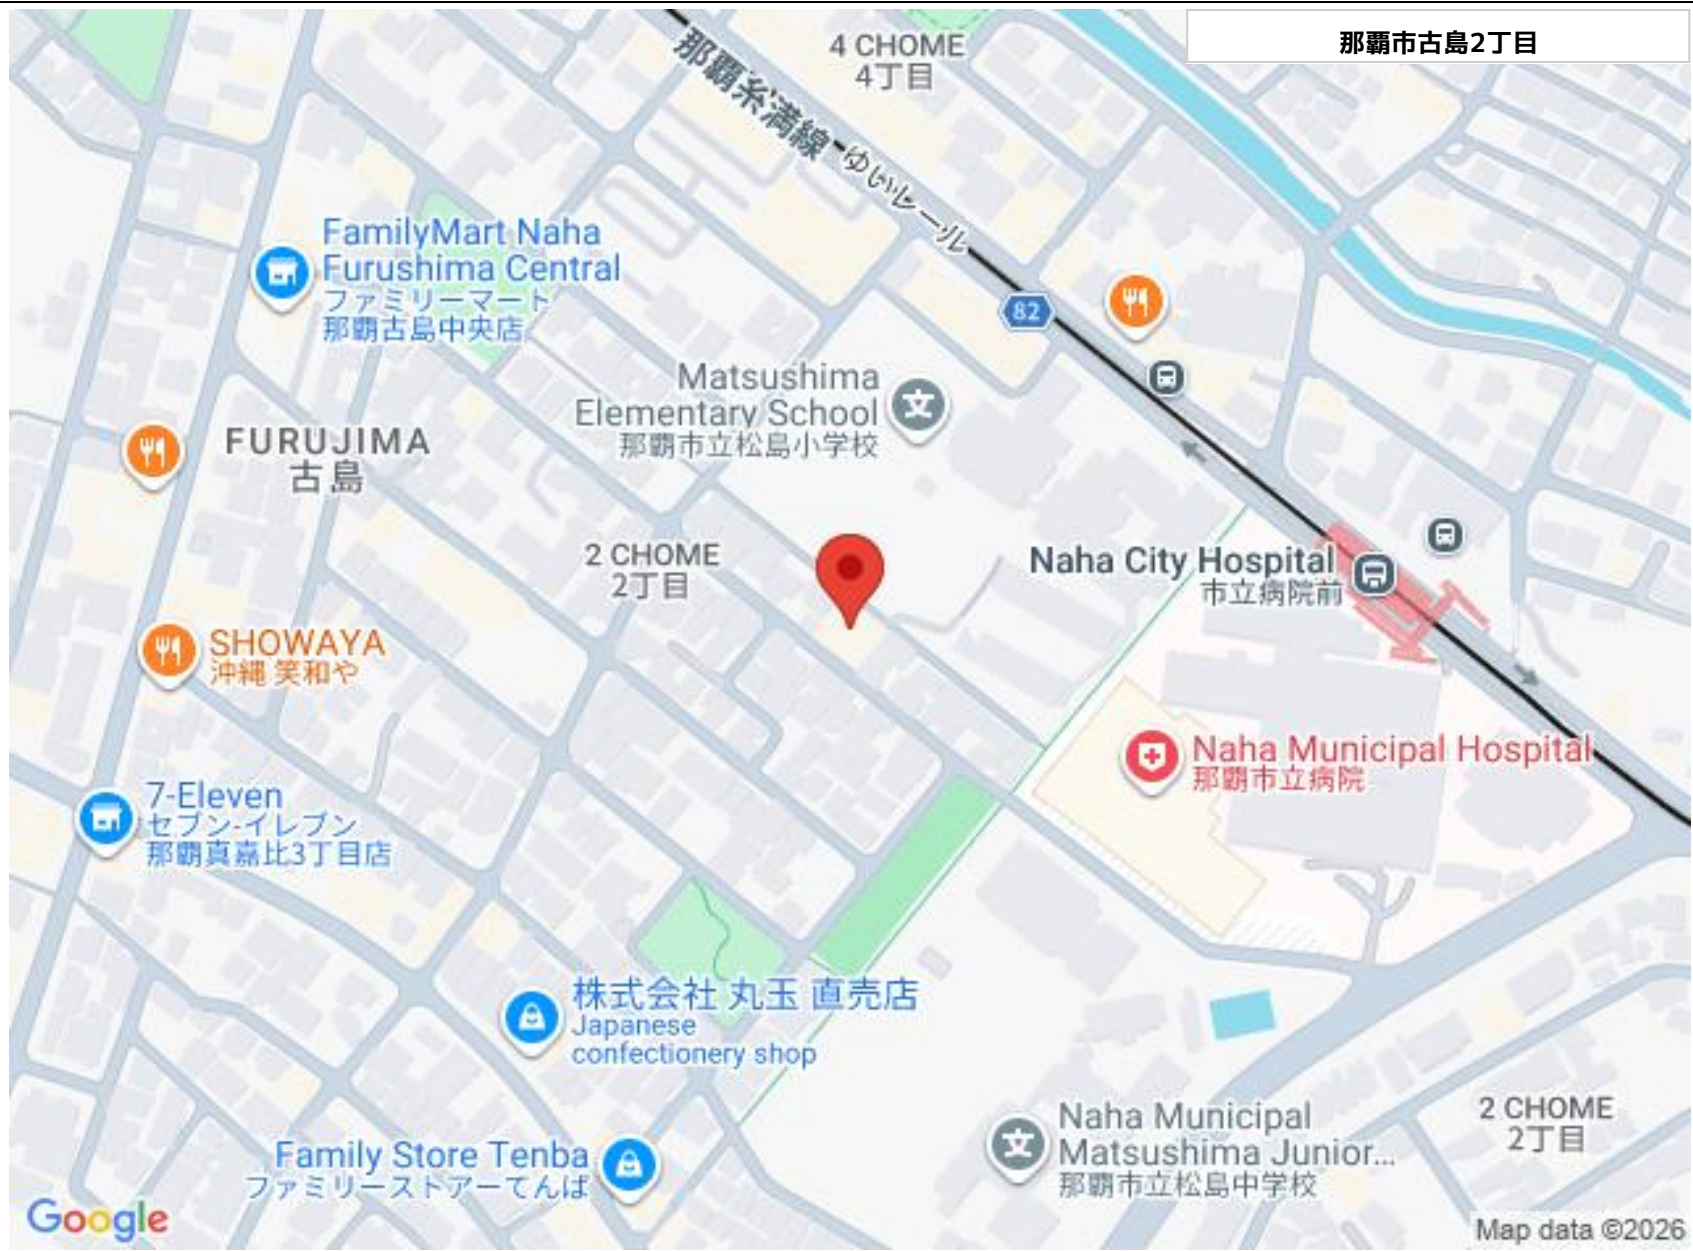 那覇市古島2丁目
4 CHOME
4丁目
那覇糸満線
ゆいレール
FamilyMart Naha
Furushima Central
ファミリーマート
那覇古島中央店
82
Matsushima
Elementary School
那覇市立松島小学校
FURUJIMA
古島
2 CHOME
2丁目
Naha City Hospital
市立病院前
SHOWAYA
沖縄 笑和や
Naha Municipal Hospital
那覇市立病院
7-Eleven
セブン-イレブン
那覇真嘉比3丁目店
株式会社 丸玉 直売店
Japanese
confectionery shop
Naha Municipal
Matsushima Junior...
那覇市立松島中学校
2 CHOME
2丁目
Family Store Tenba
ファミリーストアーてんば
Google
Map data ©2026